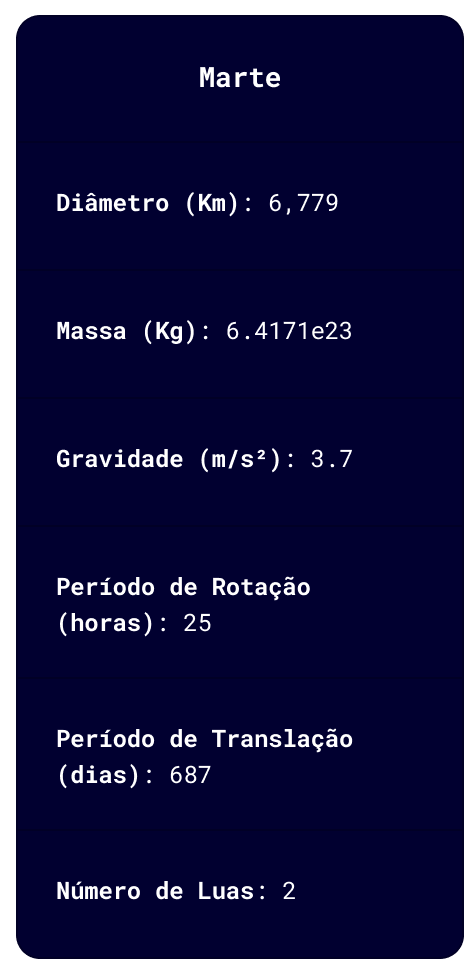 Marte
Diâmetro (Km): 6,779
Massa (Kg): 6.4171e23
Gravidade (m/s²): 3.7
Período de Rotação
(horas): 25
Período de Translação
(dias): 687
Número de Luas: 2